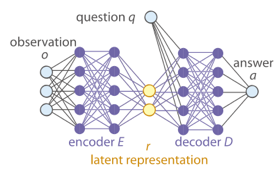 question q
observation
o
answer
a
encoder E
r
decoder D
latent representation